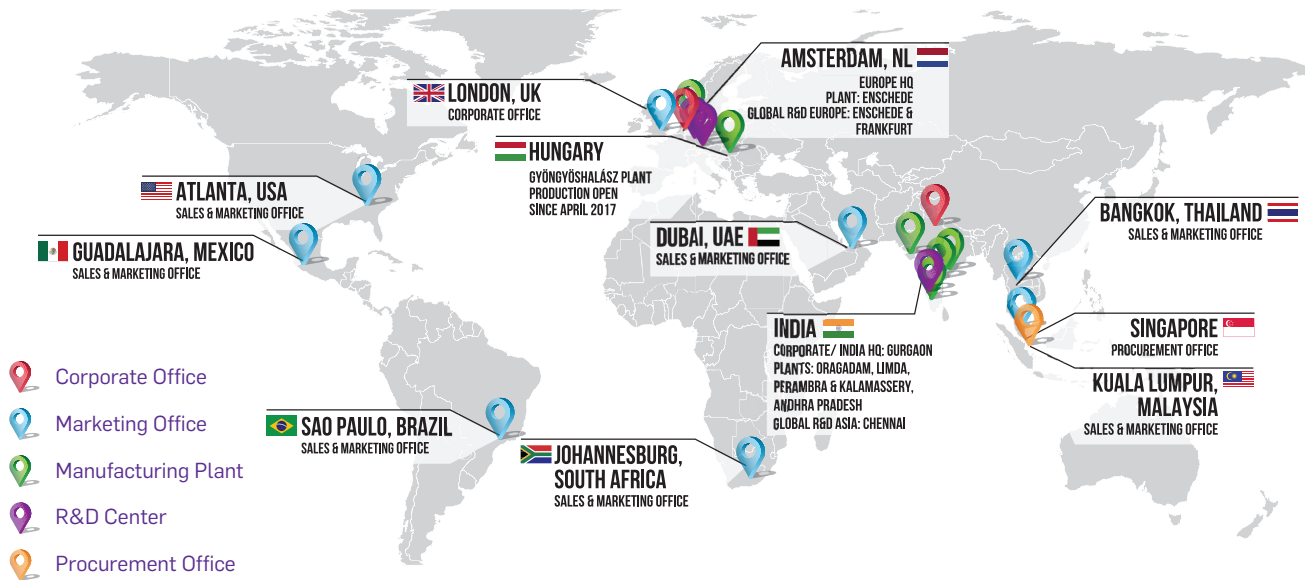 AMSTERDAM, NL
EUROPE HQ
PLANT: ENSCHEDE
GLOBAL R&D EUROPE: ENSCHEDE &
FRANKFURT
LONDON, UK
CORPORATE OFFICE
HUNGARY
GYÖNGYÖSHALÁSZ PLANT
PRODUCTION OPEN
SINCE APRIL 2017
ATLANTA, USA
SALES & MARKETING OFFICE
GUADALAJARA, MEXICO
SALES & MARKETING OFFICE
DUBAI, UAE
SALES & MARKETING OFFICE
BANGKOK, THAILAND
SALES & MARKETING OFFICE
INDIA
CORPORATE/ INDIA HQ: GURGAON
PLANTS: ORAGADAM, LIMDA,
PERAMBRA & KALAMASSERY,
ANDHRA PRADESH
GLOBAL R&D ASIA: CHENNAI
SINGAPORE
PROCUREMENT OFFICE
KUALA LUMPUR,
MALAYSIA
SALES & MARKETING OFFICE
SAO PAULO, BRAZIL
SALES & MARKETING OFFICE
JOHANNESBURG,
SOUTH AFRICA
SALES & MARKETING OFFICE
Corporate Office
Marketing Office
Manufacturing Plant
R&D Center
Procurement Office